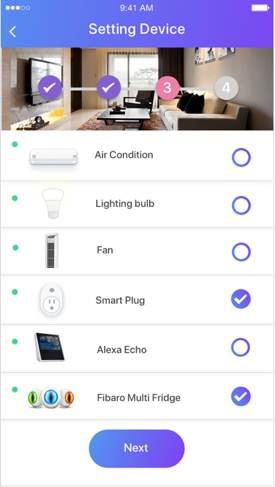 9:41 AM
Setting Device
3
4
Air Condition
Lighting bulb
Fan
Smart Plug
Alexa Echo
Fibaro Multi Fridge
Next